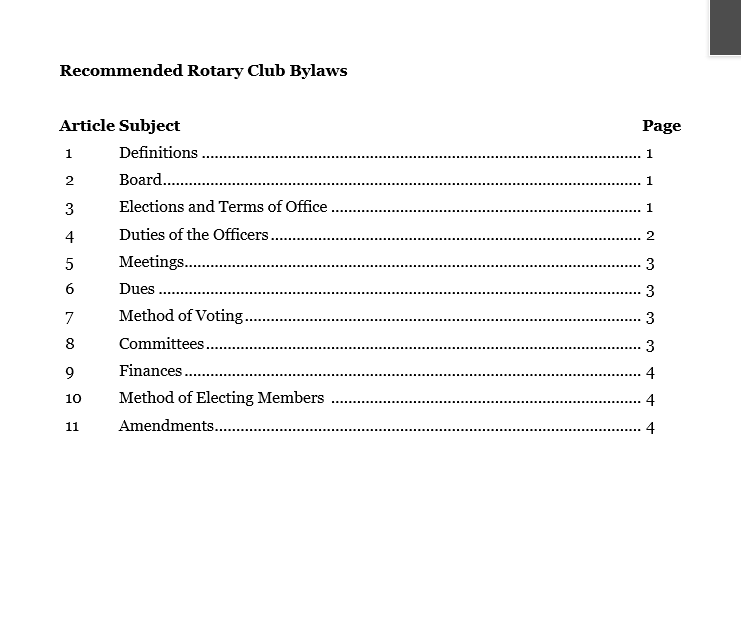 Recommended Rotary Club Bylaws
Article Subject Page
1 Definitions ........................................................................................................ 1
2 Board................................................................................................................. 1
3 Elections and Terms of Office .......................................................................... 1
4 Duties of the Officers ........................................................................................ 2
5 Meetings............................................................................................................ 3
6 Dues .................................................................................................................. 3
7 Method of Voting .............................................................................................. 3
8 Committees ....................................................................................................... 3
9 Finances ............................................................................................................ 4
10 Method of Electing Members .......................................................................... 4
11 Amendments..................................................................................................... 4